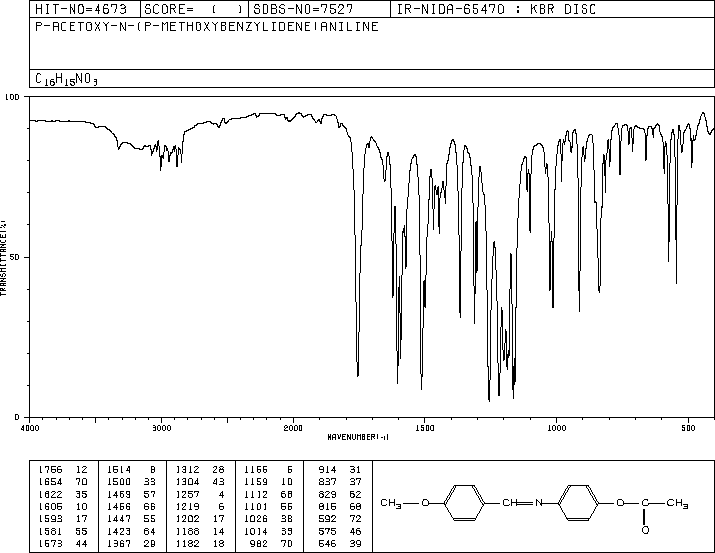 HIT-NO=4673 SCORE= ( ) SDBS-NO=7527 IR-NIDA-65470 : KBR DISC
P-ACETOXY-N-(P-METHOXYBENZYLIDENE)ANILINE
C16H15NO3
100
50
0
TRANSMITTANCE(%)
4000 3000 2000 1500 1000 500
WAVENUMBER(-1)
1756 12 1514 8 1312 28 1166 6 914 31
1654 70 1500 33 1304 43 1159 10 837 37
1622 35 1469 57 1257 4 1112 68 829 62
1605 10 1456 66 1219 6 1101 55 816 68
1593 17 1447 55 1202 17 1026 38 592 72
1581 55 1423 64 1188 14 1014 33 575 46
1573 44 1367 29 1182 18 982 70 546 39
CH3 O CH=N O C CH3
O